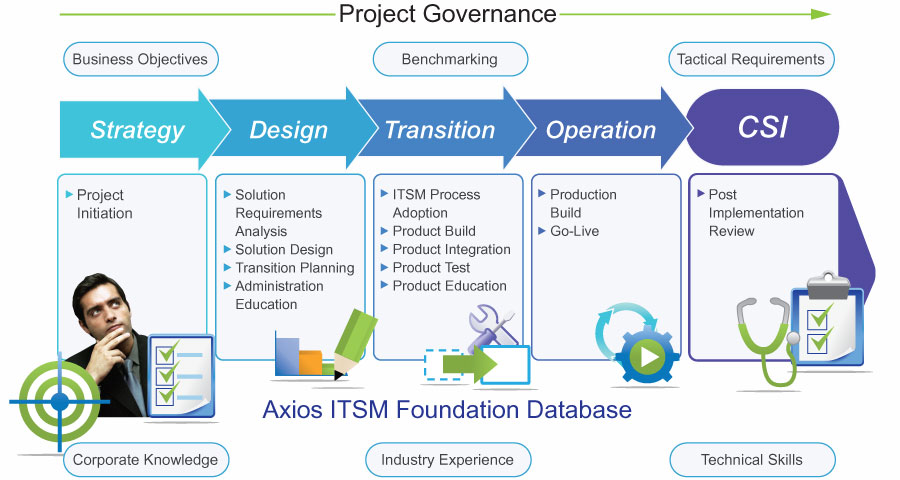 Project Governance
Business Objectives
Benchmarking
Tactical Requirements
Strategy
Design
Transition
Operation
CSI
Project
Initiation
Solution
Requirements
Analysis
Solution Design
Transition Planning
Administration
Education
ITSM Process
Adoption
Product Build
Product Integration
Product Test
Product Education
Production
Build
Go-Live
Post
Implementation
Review
Axios ITSM Foundation Database
Corporate Knowledge
Industry Experience
Technical Skills